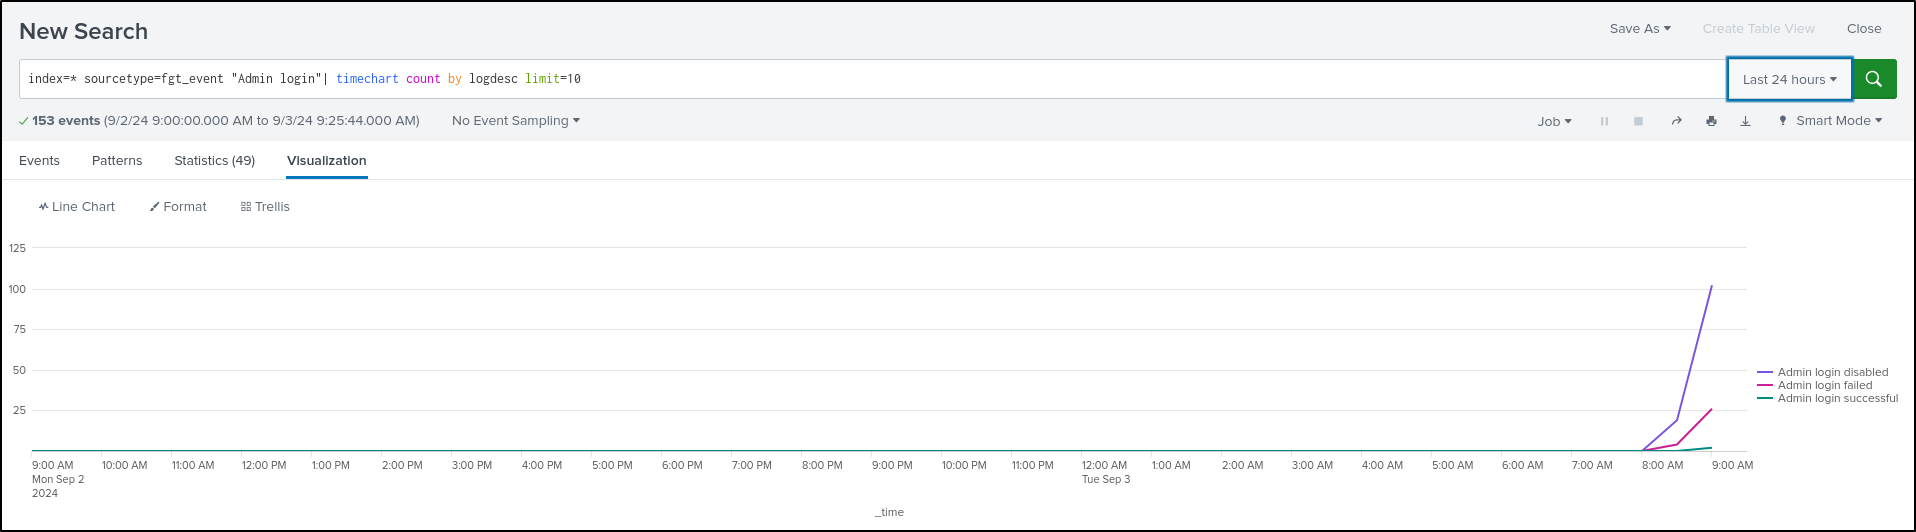 New Search
Save As Create Table View Close
index=* sourcetype=fgt_event "Admin login"| timechart count by logdesc limit=10
Last 24 hours
153 events (9/2/24 9:00:00.000 AM to 9/3/24 9:25:44.000 AM) No Event Sampling
Job Smart Mode
Events Patterns Statistics (49) Visualization
Line Chart Format Trellis
125
100
75
50
25
Admin login disabled
Admin login failed
Admin login successful
9:00 AM 10:00 AM 11:00 AM 12:00 PM 1:00 PM 2:00 PM 3:00 PM 4:00 PM 5:00 PM 6:00 PM 7:00 PM 8:00 PM 9:00 PM 10:00 PM 11:00 PM 12:00 AM 1:00 AM 2:00 AM 3:00 AM 4:00 AM 5:00 AM 6:00 AM 7:00 AM 8:00 AM 9:00 AM
Mon Sep 2 Tue Sep 3
2024
_time